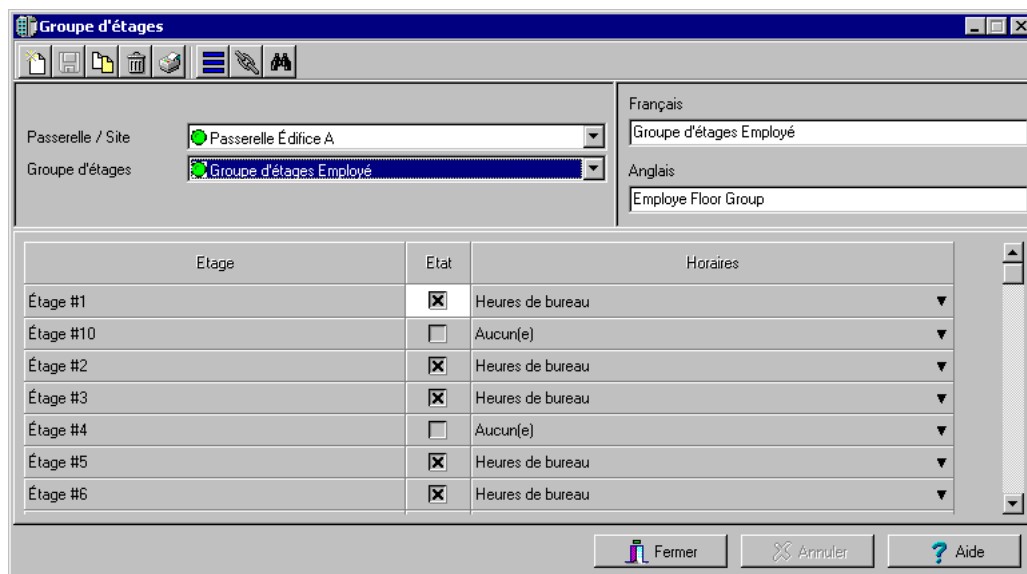 Groupe d'étages
Passerelle / Site
Passerelle Édifice A
Groupe d'étages
Groupe d'étages Employé
Français
Groupe d'étages Employé
Anglais
Employe Floor Group
Etage Etat Horaires
Étage #1 Heures de bureau
Étage #10 Aucun(e)
Étage #2 Heures de bureau
Étage #3 Heures de bureau
Étage #4 Aucun(e)
Étage #5 Heures de bureau
Étage #6 Heures de bureau
Fermer Annuler Aide